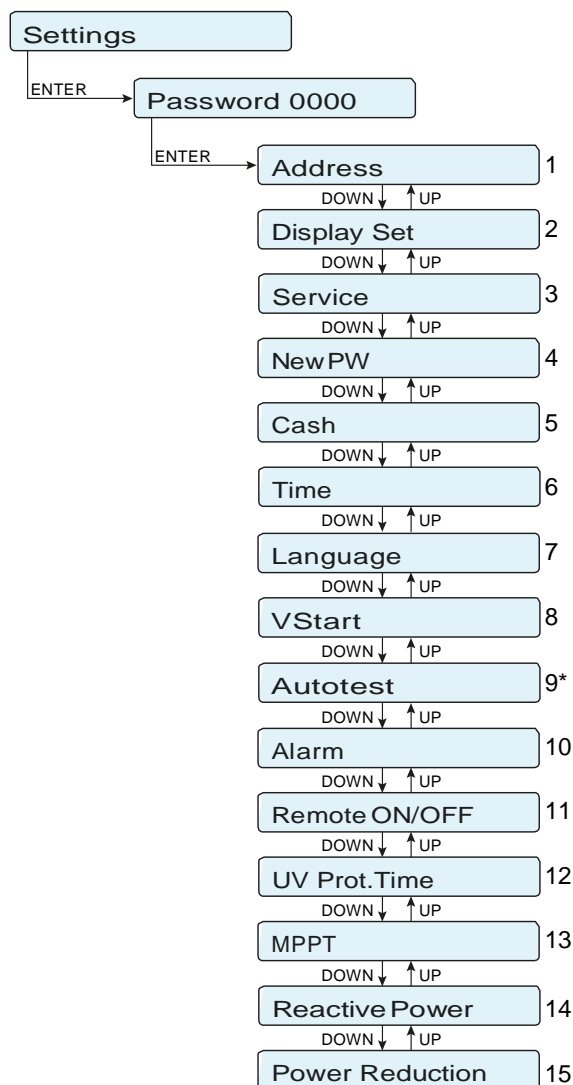 Settings
ENTER
Password 0000
ENTER
Address 1
DOWN UP
Display Set 2
DOWN UP
Service 3
DOWN UP
New PW 4
DOWN UP
Cash 5
DOWN UP
Time 6
DOWN UP
Language 7
DOWN UP
VStart 8
DOWN UP
Autotest 9*
DOWN UP
Alarm 10
DOWN UP
Remote ON/OFF 11
DOWN UP
UV Prot.Time 12
DOWN UP
MPPT 13
DOWN UP
Reactive Power 14
DOWN UP
Power Reduction 15